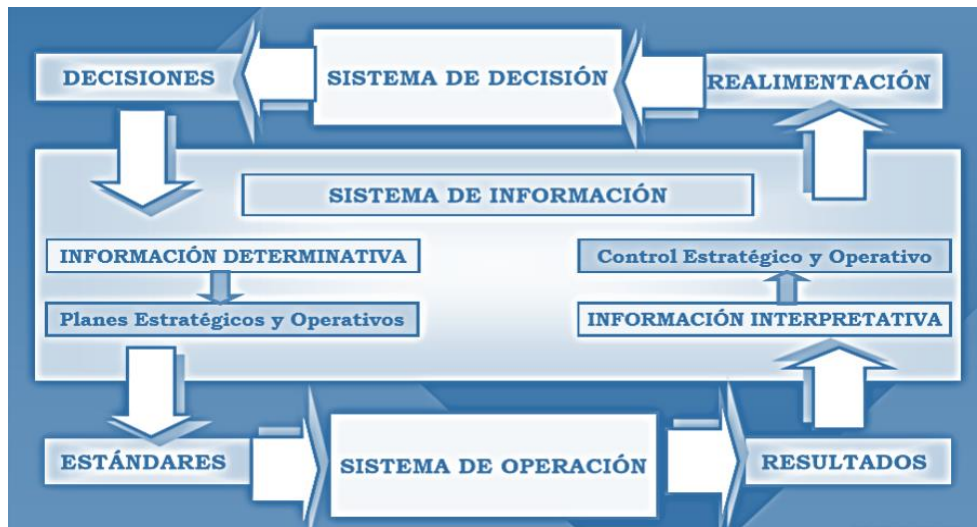 DECISIONES
SISTEMA DE DECISIÓN
REALIMENTACIÓN
SISTEMA DE INFORMACIÓN
INFORMACIÓN DETERMINATIVA
Control Estratégico y Operativo
Planes Estratégicos y Operativos
INFORMACIÓN INTERPRETATIVA
ESTÁNDARES
SISTEMA DE OPERACIÓN
RESULTADOS